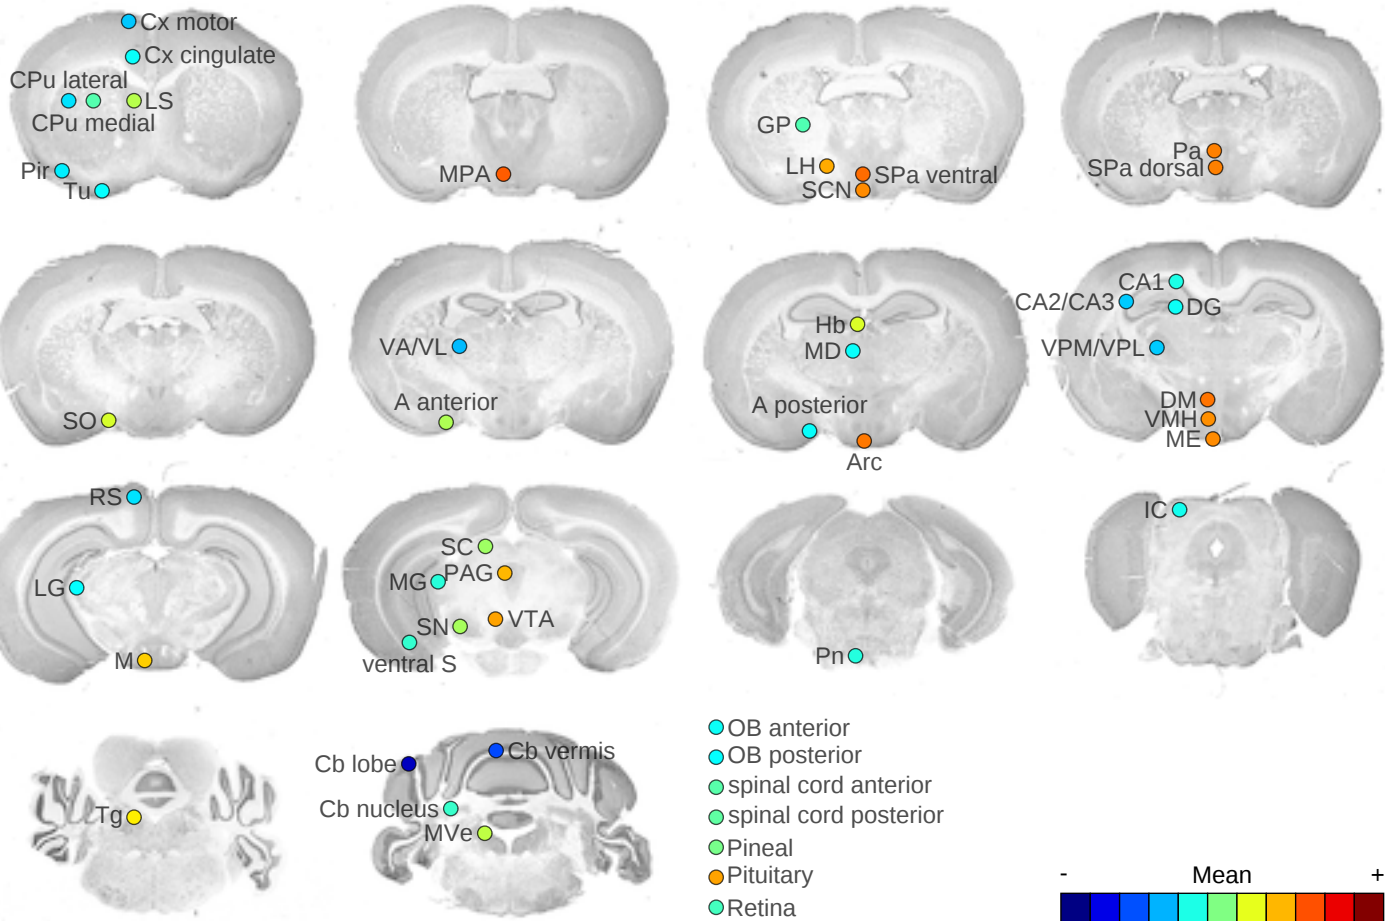 Cx motor
Cx cingulate
CPu lateral
LS
CPu medial
Pir
Tu
MPA
GP
LH
SPa ventral
SCN
Pa
SPa dorsal
SO
VA/VL
A anterior
Hb
MD
A posterior
Arc
CA1
CA2/CA3
DG
VPM/VPL
DM
VMH
ME
RS
LG
M
SC
MG
PAG
SN
VTA
ventral S
Pn
IC
Tg
Cb lobe
Cb vermis
Cb nucleus
MVe
OB anterior
OB posterior
spinal cord anterior
spinal cord posterior
Pineal
Pituitary
Retina
- Mean +